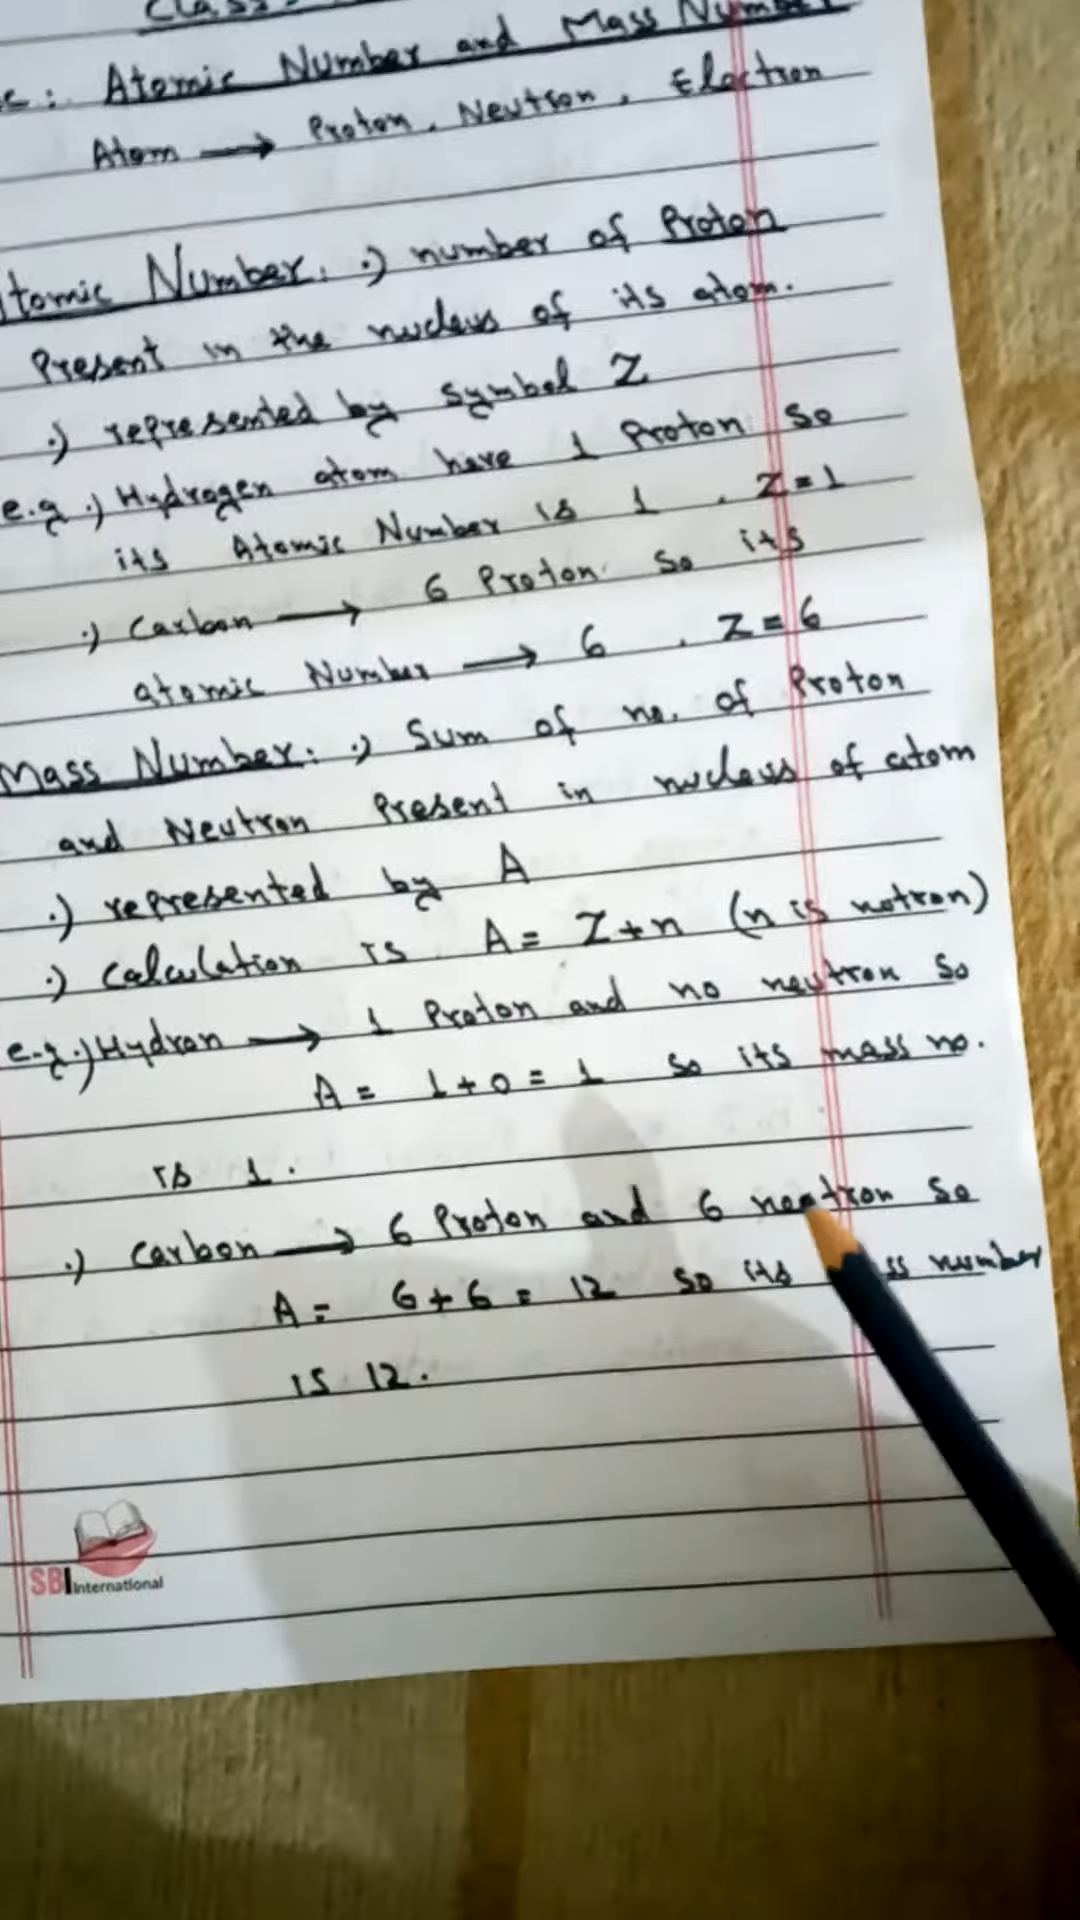 Class:
c: Atomic Number and Mass Number
Atom → Proton, Neutron, Electron
tomic Number: .) number of Proton
Present in the nucleus of its atom.
.) represented by symbol Z
e.g .) Hydrogen atom have 1 Proton so
its Atomic Number is 1 , Z=1
.) Carbon → 6 Proton so its
atomic Number → 6 , Z=6
Mass Number: .) Sum of no. of Proton
and Neutron Present in nucleus of atom
.) represented by A
.) Calculation is A= Z+n (n is notron)
e.g .) Hydron → 1 Proton and no neutron so
A= 1+0=1 so its mass no.
is 1.
.) Carbon → 6 Proton and 6 neutron so
A= 6+6=12 so its ss number
is 12.
SBI International